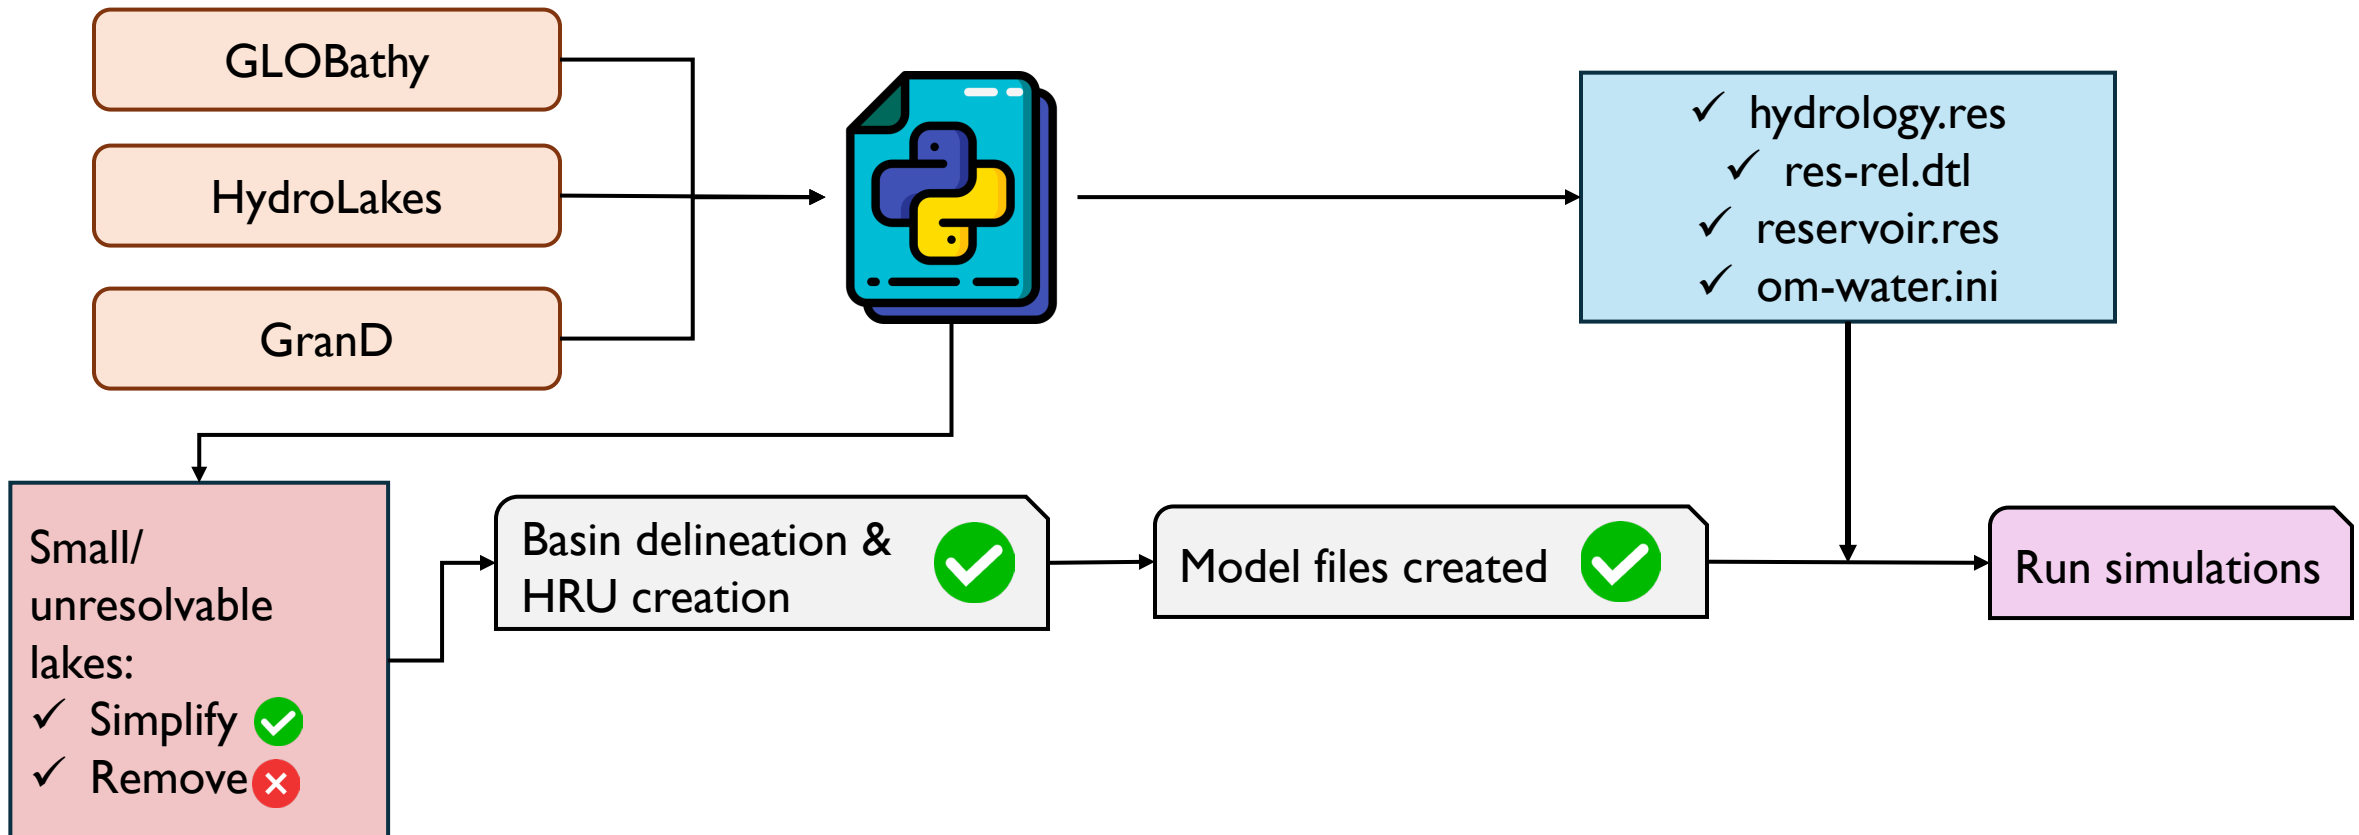 GLOBathy
HydroLakes
GranD
✓ hydrology.res
✓ res-rel.dtl
✓ reservoir.res
✓ om-water.ini
Small/
unresolvable
lakes:
✓ Simplify
✓ Remove
Basin delineation &
HRU creation
Model files created
Run simulations